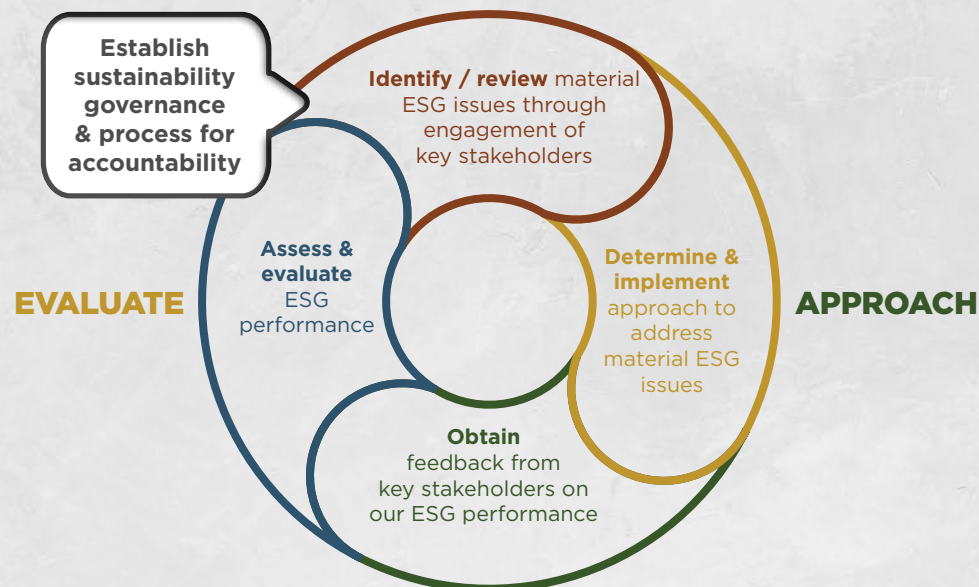 Establish
sustainability
governance
& process for
accountability
Identify / review material
ESG issues through
engagement of
key stakeholders
Assess &
evaluate
ESG
performance
Determine &
implement
approach to
address
material ESG
issues
EVALUATE
APPROACH
Obtain
feedback from
key stakeholders on
our ESG performance